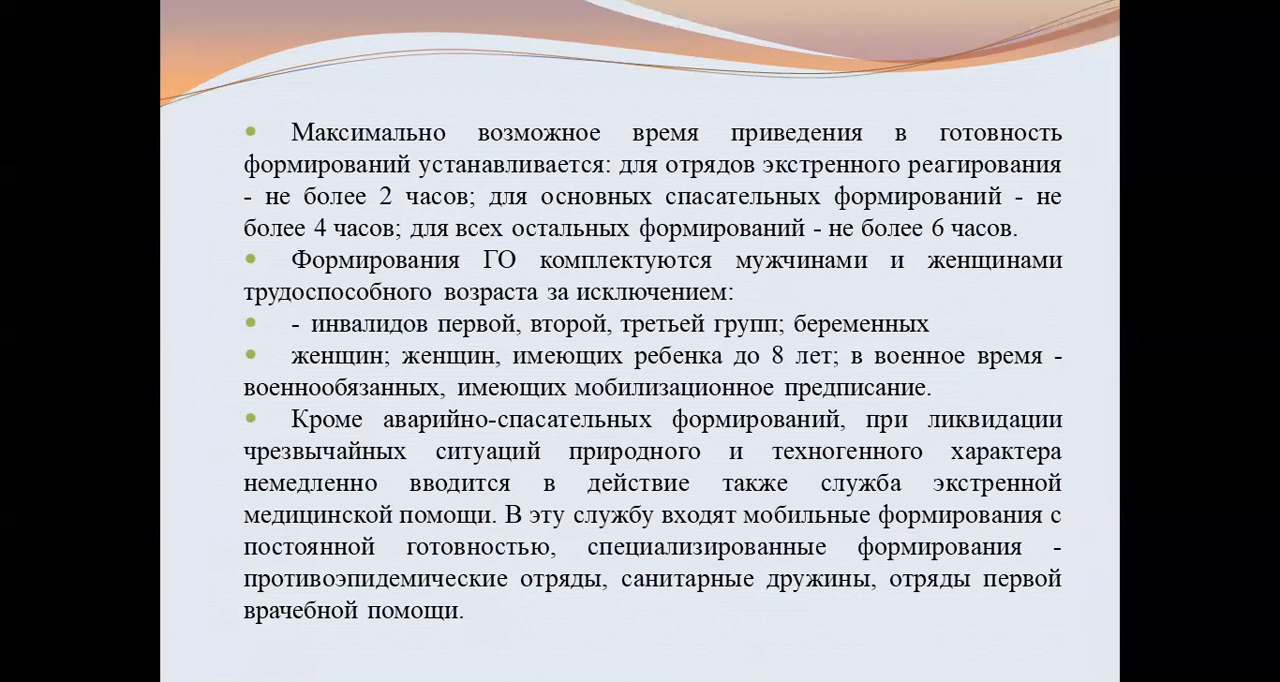 Максимально возможное время приведения в готовность
формирований устанавливается: для отрядов экстренного реагирования
- не более 2 часов; для основных спасательных формирований - не
более 4 часов; для всех остальных формирований - не более 6 часов.
Формирования ГО комплектуются мужчинами и женщинами
трудоспособного возраста за исключением:
- инвалидов первой, второй, третьей групп; беременных
женщин; женщин, имеющих ребенка до 8 лет; в военное время -
военнообязанных, имеющих мобилизационное предписание.
Кроме аварийно-спасательных формирований, при ликвидации
чрезвычайных ситуаций природного и техногенного характера
немедленно вводится в действие также служба экстренной
медицинской помощи. В эту службу входят мобильные формирования с
постоянной готовностью, специализированные формирования -
противоэпидемические отряды, санитарные дружины, отряды первой
врачебной помощи.